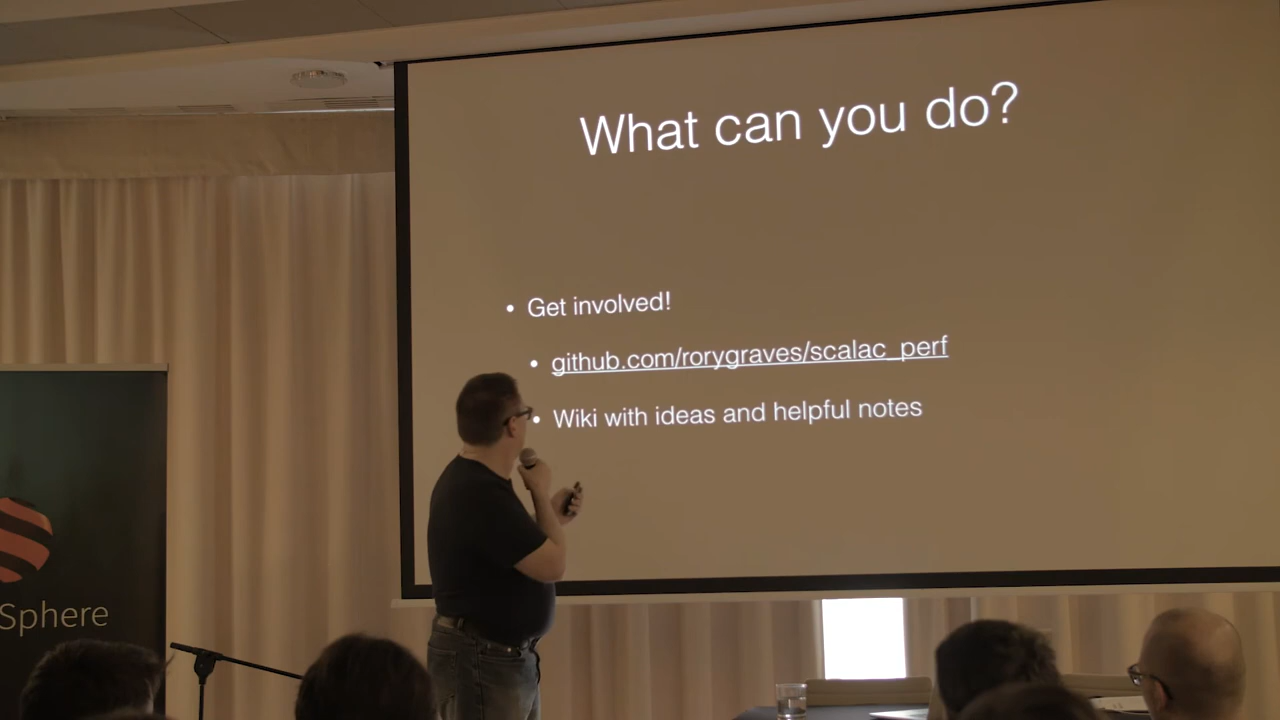 What can you do?
• Get involved!
• github.com/rorygraves/scalac_perf
• Wiki with ideas and helpful notes
Sphere